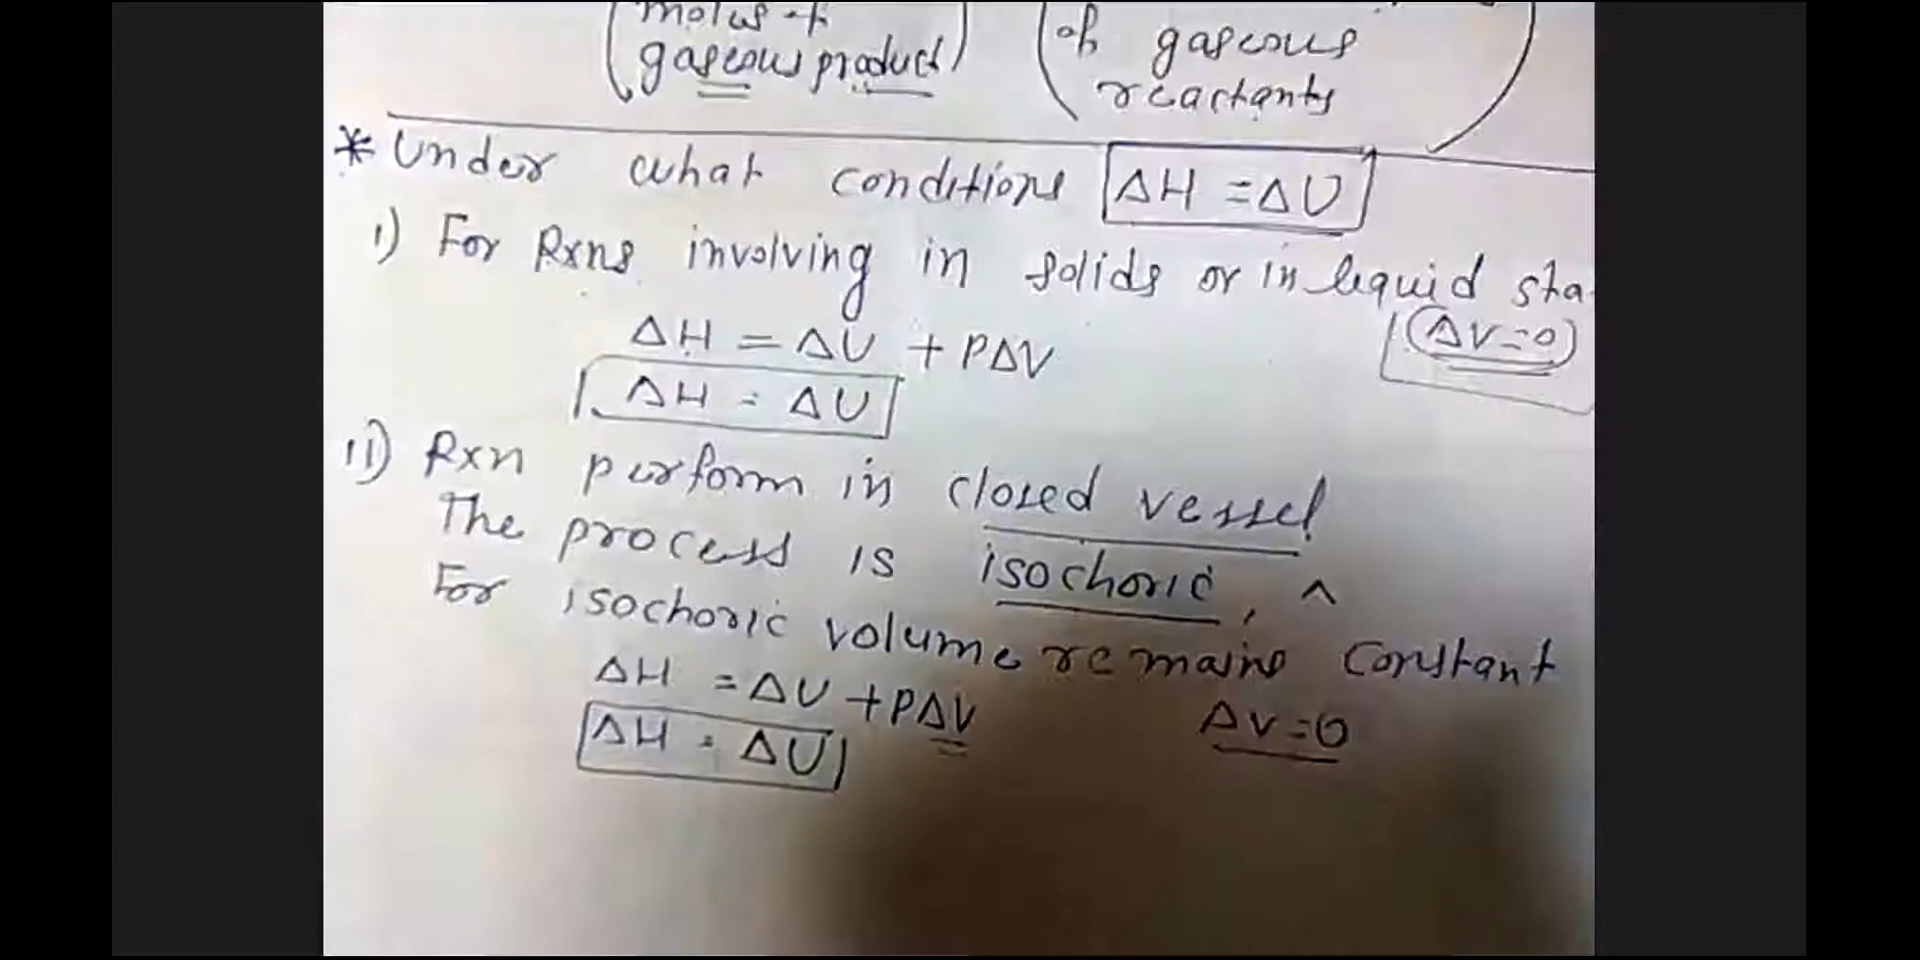 moles of
gaseous product
of gaseous
reactants
* Under what conditions ΔH = ΔU
i) For Rxns involving in solids or in liquid sta
(ΔV=0)
ΔH = ΔU + PΔV
ΔH = ΔU
ii) Rxn perform in closed vessel
The process is isochoric,
For isochoric volume remains constant
ΔH = ΔU + PΔV
ΔV=0
ΔH = ΔU